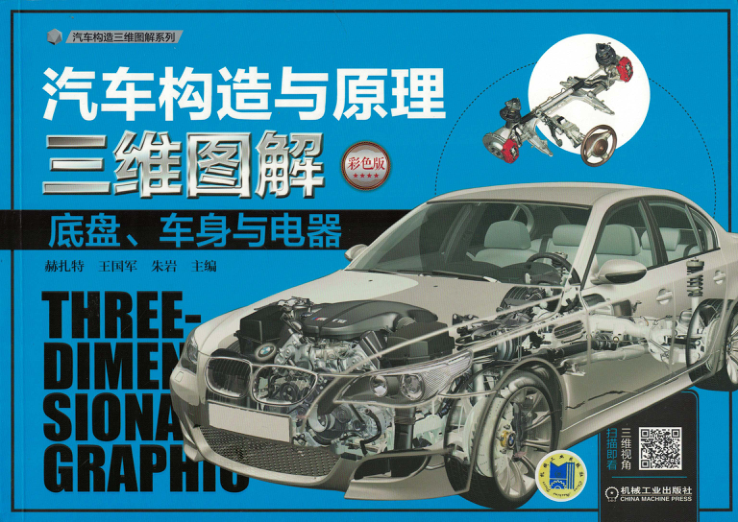 汽车构造三维图解系列
汽车构造与原理
三维图解
彩色版
底盘、车身与电器
赫扎特 王国军 朱岩 主编
THREE-
DIMEN
SIONA
GRAPHIC
三维视角
扫描即看
机械工业出版社
CHINA MACHINE PRESS